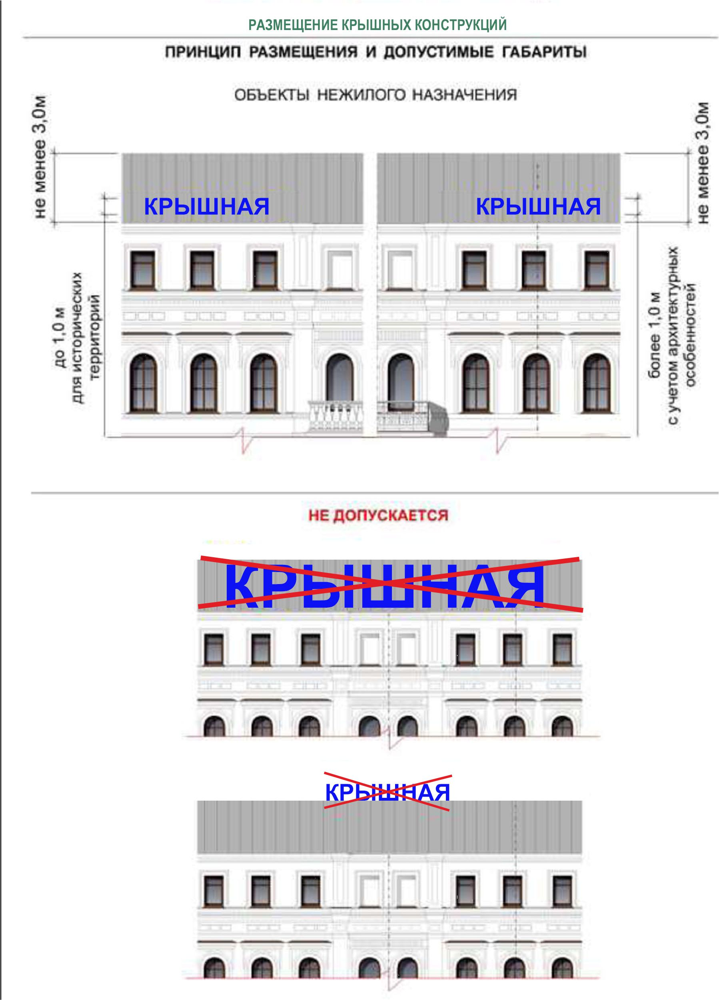 РАЗМЕЩЕНИЕ КРЫШНЫХ КОНСТРУКЦИЙ
ПРИНЦИП РАЗМЕЩЕНИЯ И ДОПУСТИМЫЕ ГАБАРИТЫ
ОБЪЕКТЫ НЕЖИЛОГО НАЗНАЧЕНИЯ
не менее 3,0м
не менее 3,0м
КРЫШНАЯ
КРЫШНАЯ
до 1,0 м
для исторических
территорий
более 1,0 м
с учетом архитектурных
особенностей
НЕ ДОПУСКАЕТСЯ
КРЫШНАЯ
КРЫШНАЯ